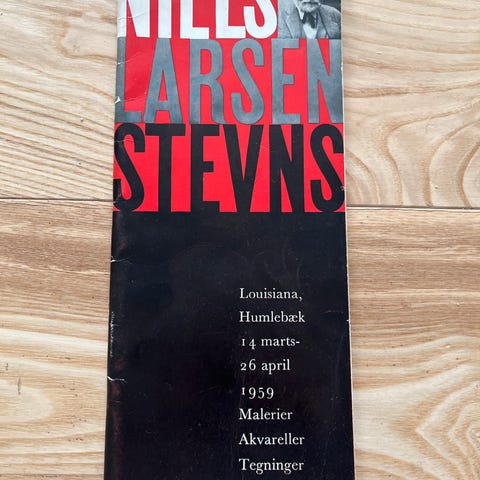 NIELS
LARSEN
STEVNS
Louisiana,
Humlebæk
14 marts-
26 april
1959
Malerier
Akvareller
Tegninger